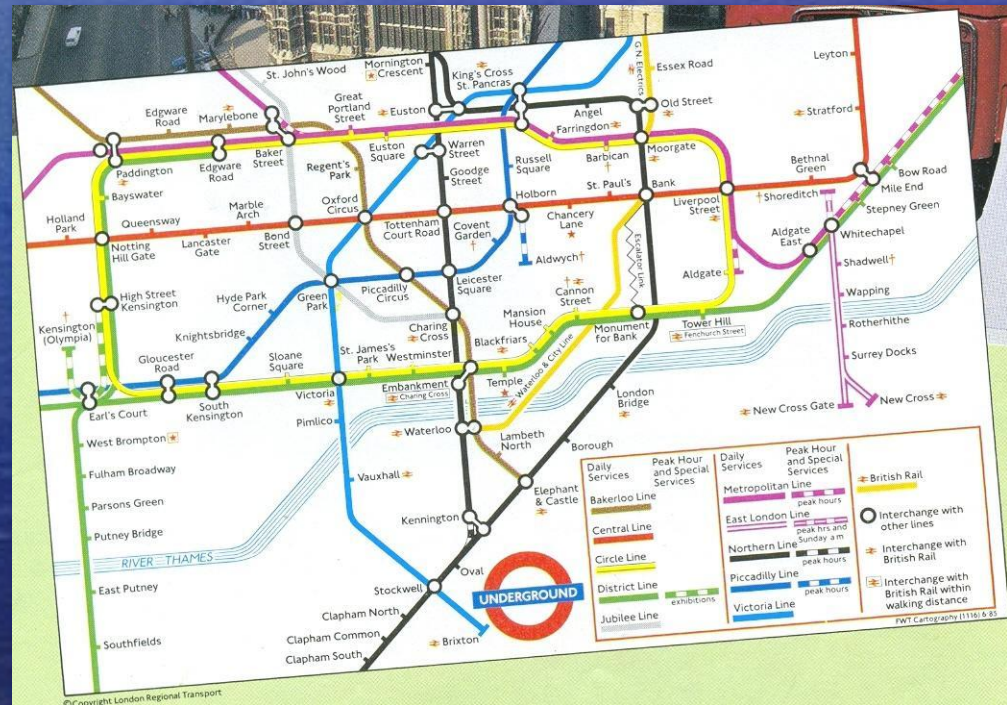 St. John's Wood
Mornington
Crescent
King's Cross
St. Pancras
G.N. Electrics
Essex Road
Leyton
Edgware
Road
Marylebone
Great
Portland
Street
Euston
Angel
Old Street
Stratford
Paddington
Edgware
Road
Baker
Street
Euston
Square
Warren
Street
Farringdon
Barbican
Moorgate
Bethnal
Green
Bow Road
Mile End
Bayswater
Regent's
Park
Goodge
Street
Russell
Square
Stepney Green
Holland
Park
Queensway
Marble
Arch
Oxford
Circus
Holborn
St. Paul's
Bank
Liverpool
Street
Shoreditch
Notting
Hill Gate
Lancaster
Gate
Bond
Street
Tottenham
Court Road
Covent
Garden
Chancery
Lane
Aldgate
East
Whitechapel
Aldwych
Escalator Link
Aldgate
Shadwell
High Street
Kensington
Hyde Park
Corner
Green
Park
Piccadilly
Circus
Leicester
Square
Cannon
Street
Wapping
Kensington
(Olympia)
Knightsbridge
Charing
Cross
Mansion
House
Monument
for Bank
Tower Hill
Fenchurch Street
Rotherhithe
Gloucester
Road
Sloane
Square
St. James's
Park
Westminster
Blackfriars
Surrey Docks
Earl's Court
South
Kensington
Victoria
Embankment
Charing Cross
Temple
Waterloo & City Line
London
Bridge
New Cross Gate
New Cross
Pimlico
West Brompton
Waterloo
Lambeth
North
Borough
Fulham Broadway
Vauxhall
Elephant
& Castle
Parsons Green
Kennington
Putney Bridge
RIVER THAMES
East Putney
Oval
Stockwell
UNDERGROUND
Southfields
Clapham North
Clapham Common
Clapham South
Brixton
Daily
Services
Peak Hour
and Special
Services
Bakerloo Line
Central Line
Circle Line
District Line
exhibitions
Jubilee Line
Daily
Services
Peak Hour
and Special
Services
Metropolitan Line
peak hours
East London Line
peak hrs and
Sunday a m
Northern Line
peak hours
Piccadilly Line
peak hours
Victoria Line
British Rail
Interchange with
other lines
Interchange with
British Rail
Interchange with
British Rail within
walking distance
FWT Cartography (1116) 6 85
©Copyright London Regional Transport